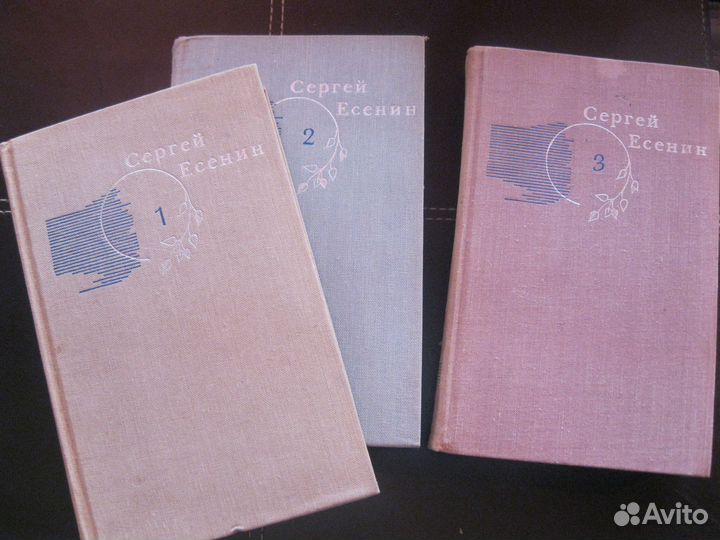 Сергей
Есенин
1
Сергей
Есенин
2
Сергей
Есенин
3
Avito